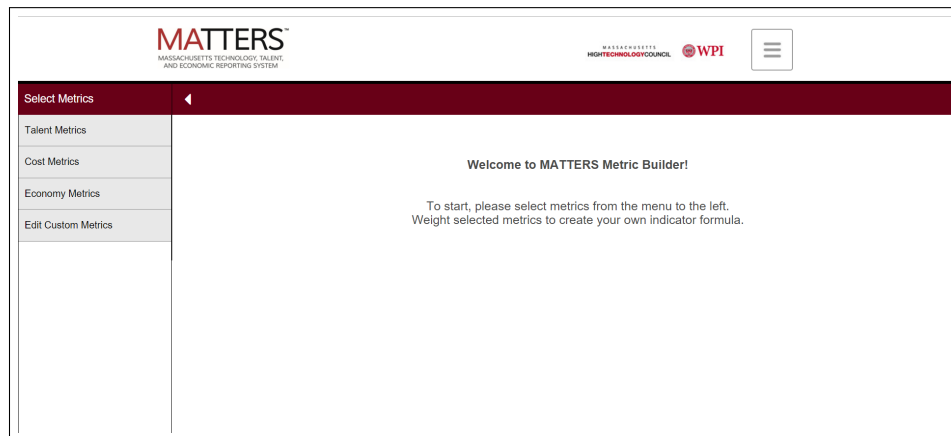 MATTERS™
MASSACHUSETTS TECHNOLOGY, TALENT,
AND ECONOMIC REPORTING SYSTEM
MASSACHUSETTS
HIGHTECHNOLOGYCOUNCIL
WPI
Select Metrics
Talent Metrics
Cost Metrics
Economy Metrics
Edit Custom Metrics
Welcome to MATTERS Metric Builder!
To start, please select metrics from the menu to the left.
Weight selected metrics to create your own indicator formula.